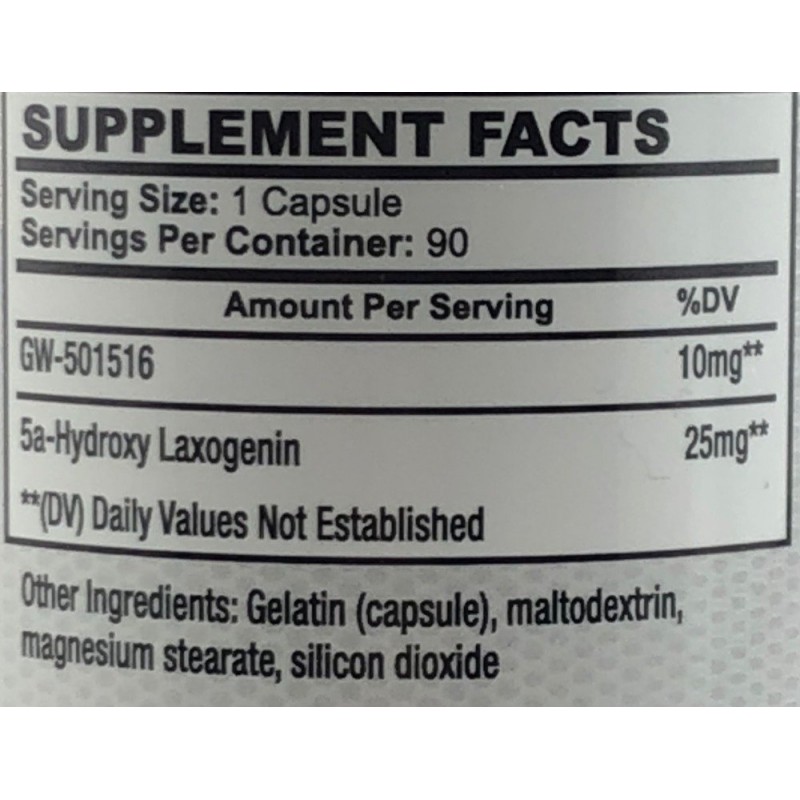 SUPPLEMENT FACTS
Serving Size: 1 Capsule
Servings Per Container: 90
Amount Per Serving %DV
GW-501516 10mg**
5a-Hydroxy Laxogenin 25mg**
**(DV) Daily Values Not Established
Other Ingredients: Gelatin (capsule), maltodextrin,
magnesium stearate, silicon dioxide